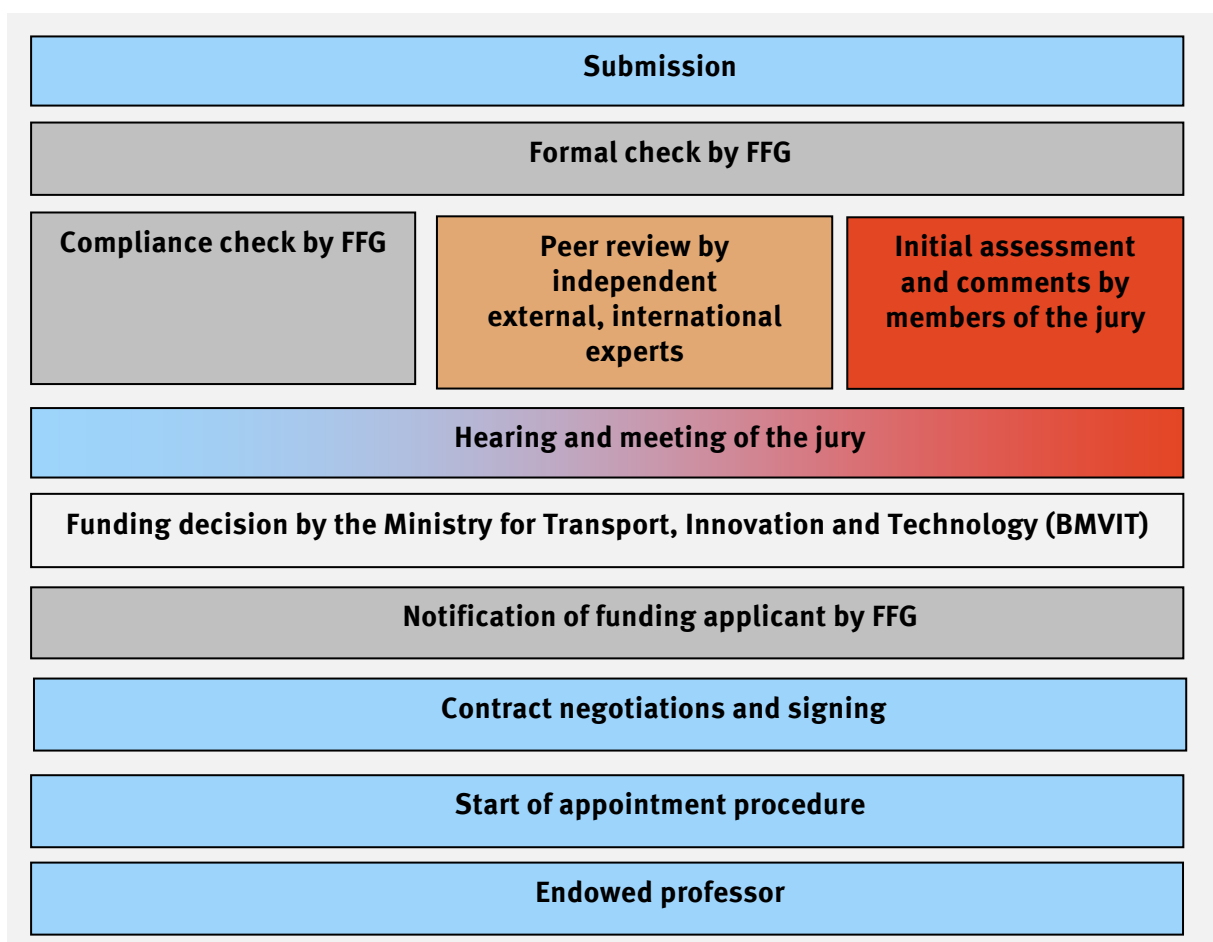 Submission
Formal check by FFG
Compliance check by FFG
Peer review by
independent
external, international
experts
Initial assessment
and comments by
members of the jury
Hearing and meeting of the jury
Funding decision by the Ministry for Transport, Innovation and Technology (BMVIT)
Notification of funding applicant by FFG
Contract negotiations and signing
Start of appointment procedure
Endowed professor